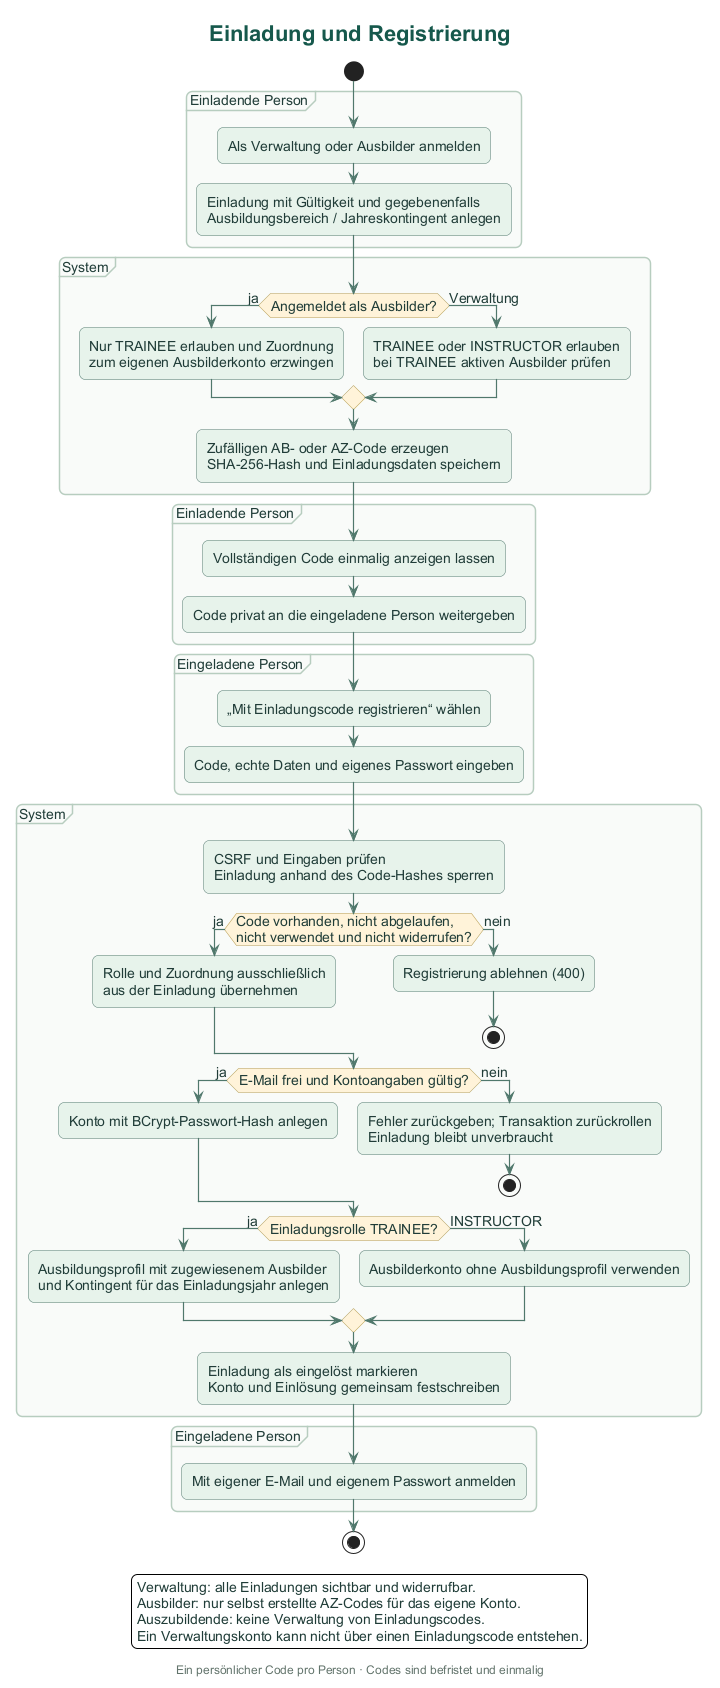 Einladung und Registrierung
Einladende Person
Als Verwaltung oder Ausbilder anmelden
Einladung mit Gültigkeit und gegebenenfalls
Ausbildungsbereich / Jahreskontingent anlegen
System
Angemeldet als Ausbilder?
ja
Verwaltung
Nur TRAINEE erlauben und Zuordnung
zum eigenen Ausbilderkonto erzwingen
TRAINEE oder INSTRUCTOR erlauben
bei TRAINEE aktiven Ausbilder prüfen
Zufälligen AB- oder AZ-Code erzeugen
SHA-256-Hash und Einladungsdaten speichern
Einladende Person
Vollständigen Code einmalig anzeigen lassen
Code privat an die eingeladene Person weitergeben
Eingeladene Person
„Mit Einladungscode registrieren“ wählen
Code, echte Daten und eigenes Passwort eingeben
System
CSRF und Eingaben prüfen
Einladung anhand des Code-Hashes sperren
ja
Code vorhanden, nicht abgelaufen,
nicht verwendet und nicht widerrufen?
nein
Rolle und Zuordnung ausschließlich
aus der Einladung übernehmen
Registrierung ablehnen (400)
ja
E-Mail frei und Kontoangaben gültig?
nein
Konto mit BCrypt-Passwort-Hash anlegen
Fehler zurückgeben; Transaktion zurückrollen
Einladung bleibt unverbraucht
ja
Einladungsrolle TRAINEE?
INSTRUCTOR
Ausbildungsprofil mit zugewiesenem Ausbilder
und Kontingent für das Einladungsjahr anlegen
Ausbilderkonto ohne Ausbildungsprofil verwenden
Einladung als eingelöst markieren
Konto und Einlösung gemeinsam festschreiben
Eingeladene Person
Mit eigener E-Mail und eigenem Passwort anmelden
Verwaltung: alle Einladungen sichtbar und widerrufbar.
Ausbilder: nur selbst erstellte AZ-Codes für das eigene Konto.
Auszubildende: keine Verwaltung von Einladungscodes.
Ein Verwaltungskonto kann nicht über einen Einladungscode entstehen.
Ein persönlicher Code pro Person · Codes sind befristet und einmalig